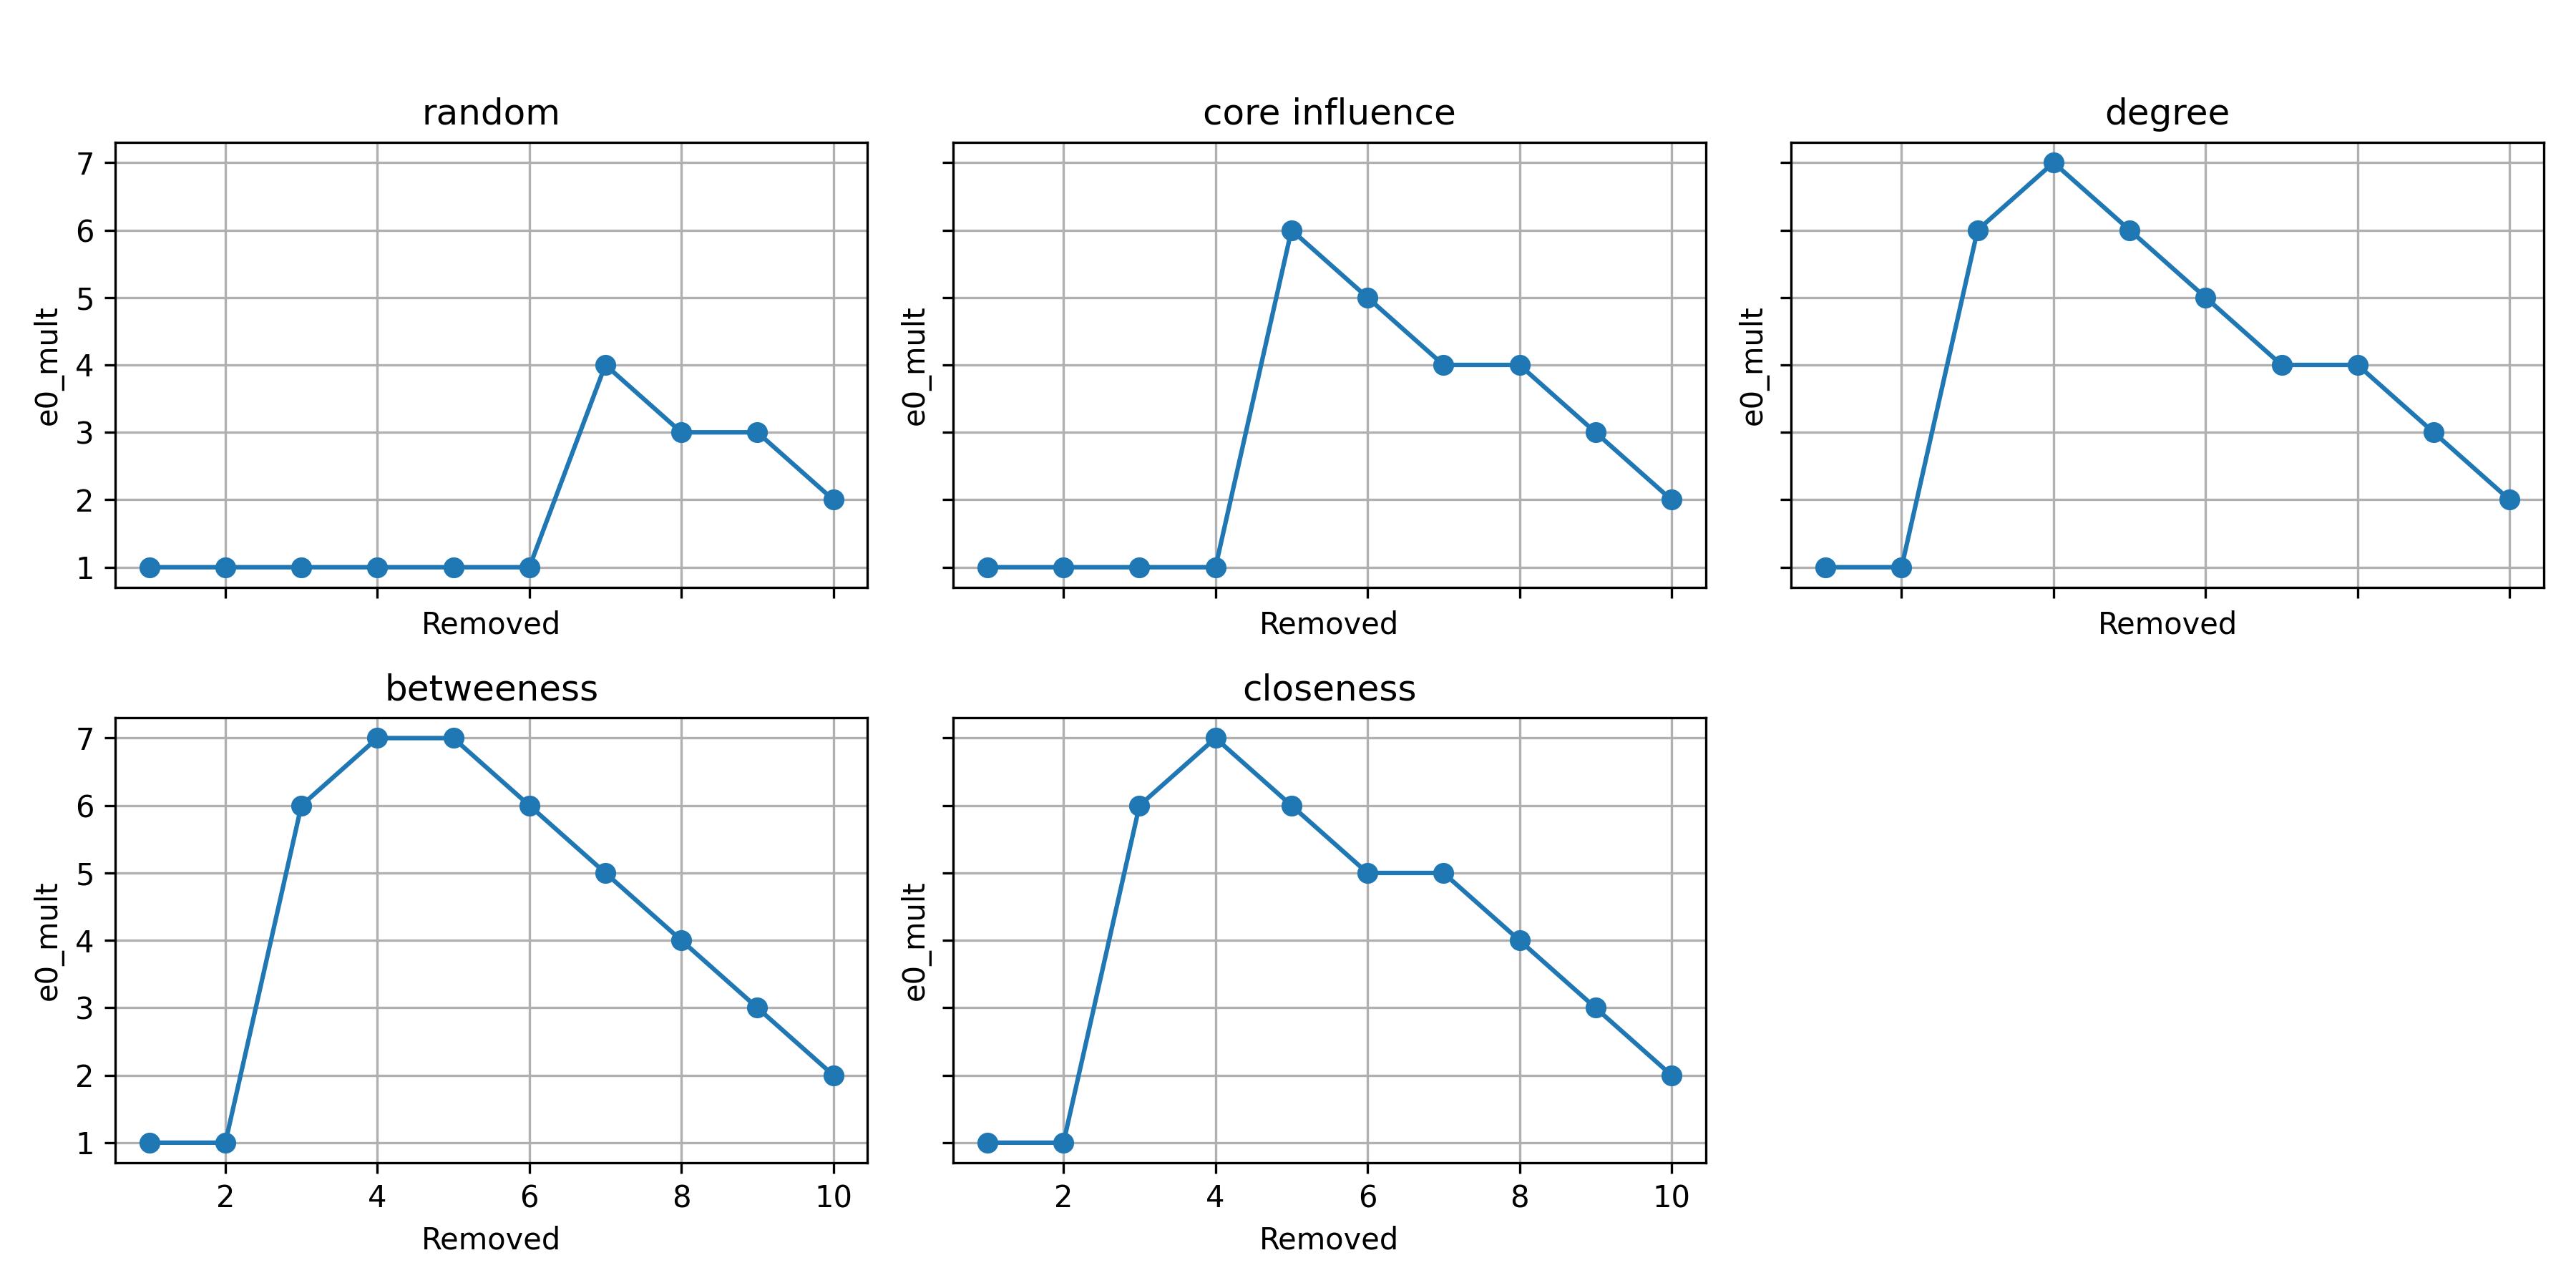 random
core influence
degree
7
6
5
4
3
2
1
e0_mult
e0_mult
e0_mult
Removed
Removed
Removed
betweeness
closeness
7
6
5
4
3
2
1
e0_mult
e0_mult
2 4 6 8 10
2 4 6 8 10
Removed
Removed